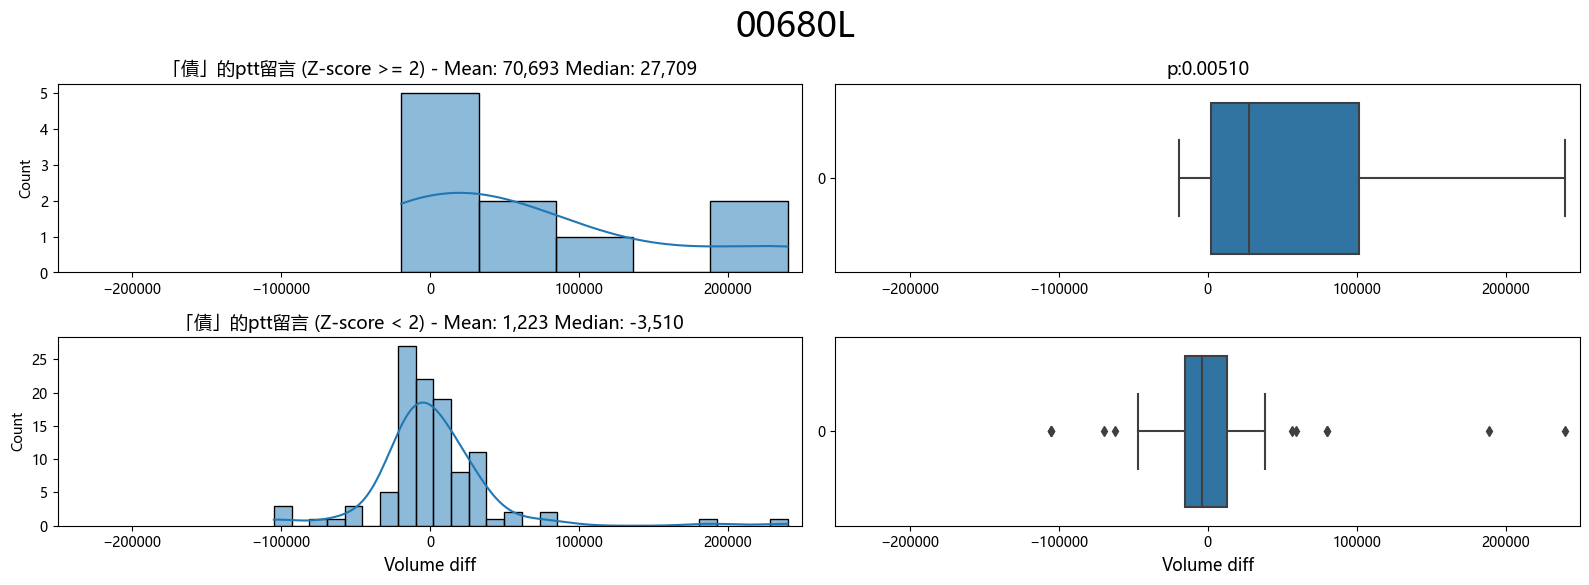 00680L
「債」的ptt留言 (Z-score >= 2) - Mean: 70,693 Median: 27,709
Count
5
4
3
2
1
0
−200000 −100000 0 100000 200000
p:0.00510
0
−200000 −100000 0 100000 200000
「債」的ptt留言 (Z-score < 2) - Mean: 1,223 Median: -3,510
Count
25
20
15
10
5
0
−200000 −100000 0 100000 200000
Volume diff
0
−200000 −100000 0 100000 200000
Volume diff